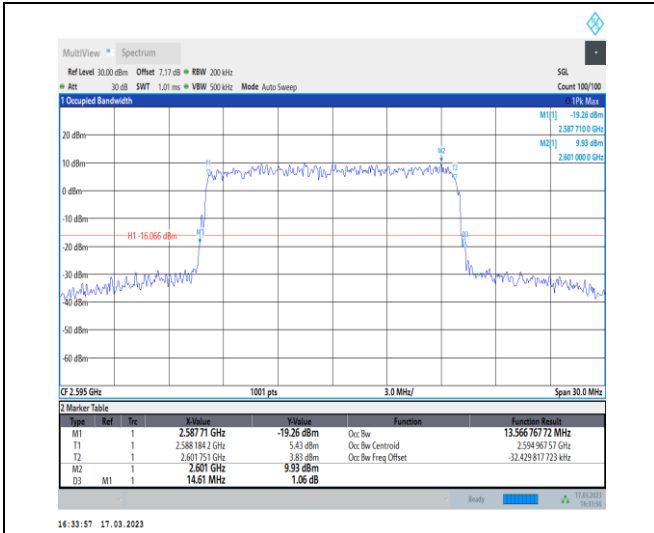 MultiView Spectrum
Ref Level 30.00 dBm Offset 7.17 dB RBW 200 kHz SGL
Att 30 dB SWT 1.01 ms VBW 500 kHz Mode Auto Sweep Count 100/100
1 Occupied Bandwidth 1Pk Max
M1[1] -19.26 dBm
2.587 710 0 GHz
M2[1] 9.93 dBm
2.601 000 0 GHz
20 dBm
M2
10 dBm
T1
T2
0 dBm
-10 dBm
H1 -16.066 dBm
M1
D3
-20 dBm
-30 dBm
-40 dBm
-50 dBm
-60 dBm
CF 2.595 GHz 1001 pts 3.0 MHz/ Span 30.0 MHz
2 Marker Table
Type Ref Trc X-Value Y-Value Function Function Result
M1 1 2.587 71 GHz -19.26 dBm Occ Bw 13.566 767 72 MHz
T1 1 2.588 184 2 GHz 5.43 dBm Occ Bw Centroid 2.594 967 57 GHz
T2 1 2.601 751 GHz 3.83 dBm Occ Bw Freq Offset -32.429 817 723 kHz
M2 1 2.601 GHz 9.93 dBm
D3 M1 1 14.61 MHz 1.06 dB
Ready 17.03.2023
16:33:58
16:33:57 17.03.2023